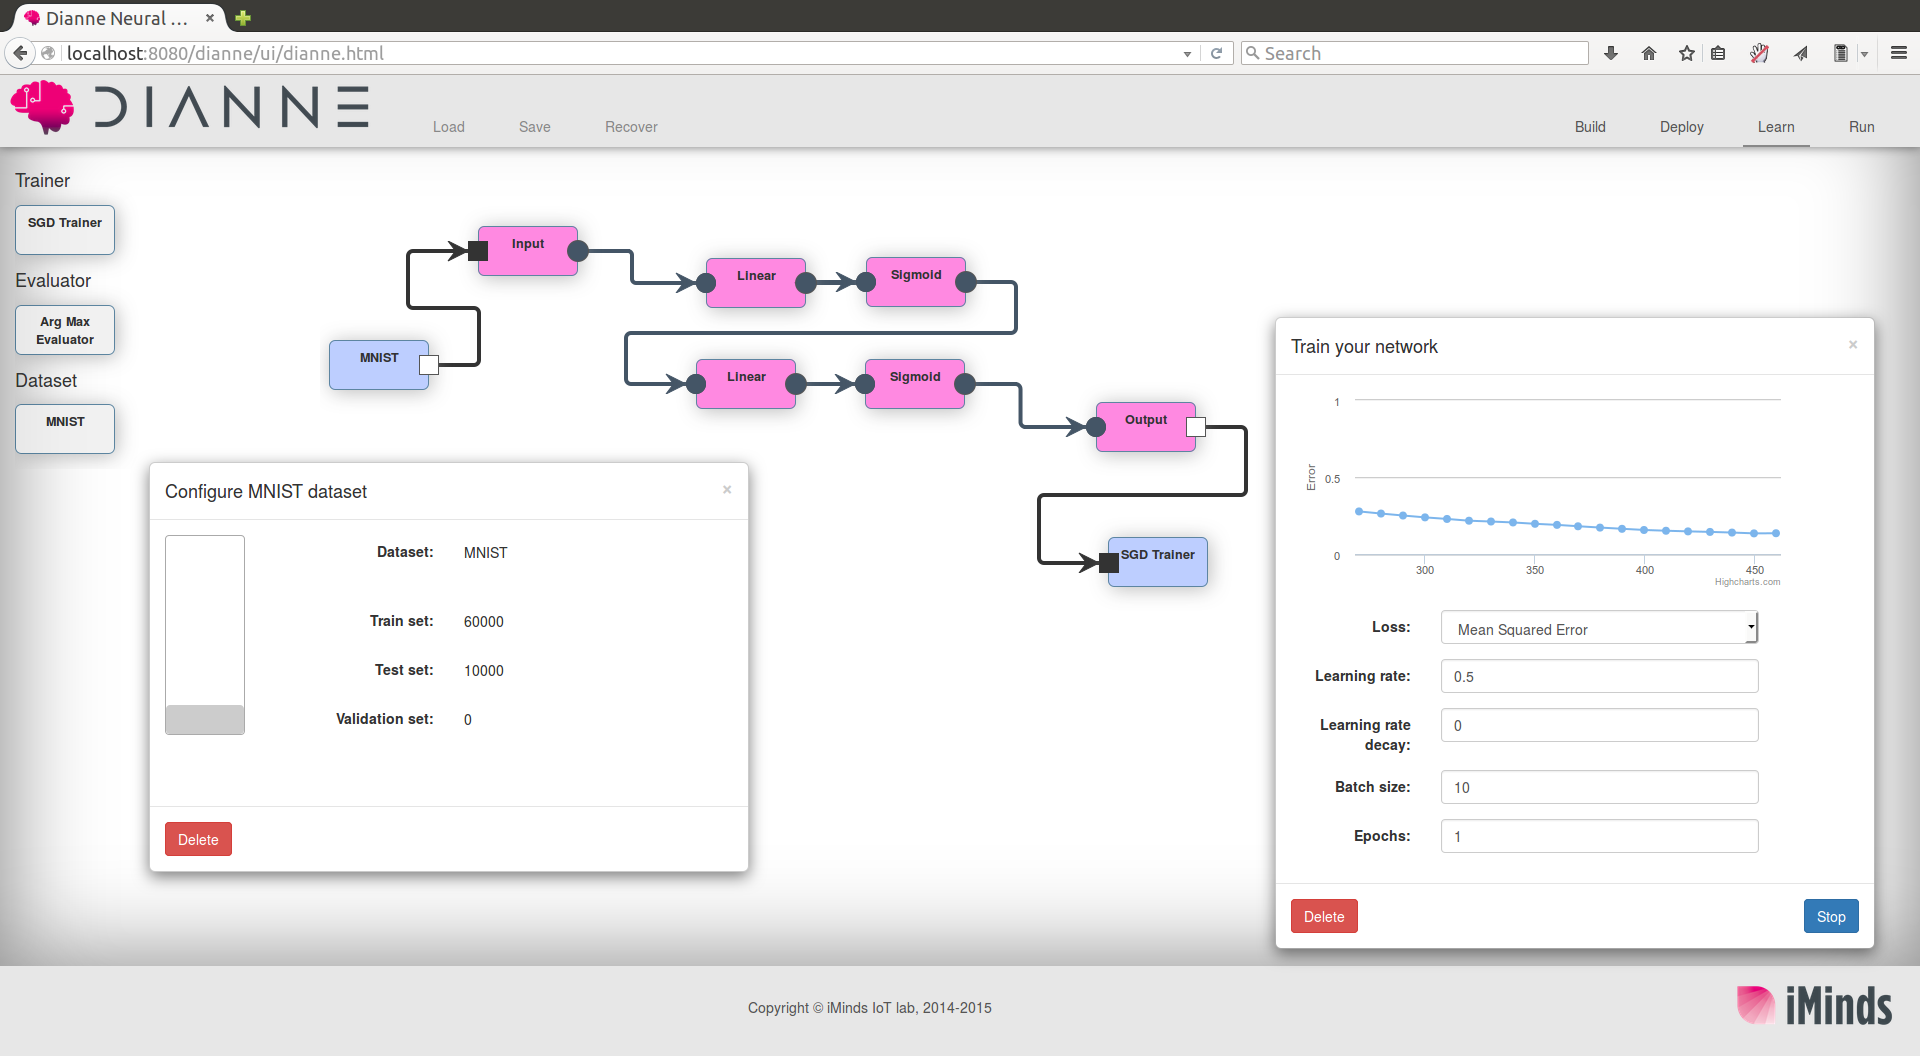 Dianne Neural ...
localhost:8080/dianne/ui/dianne.html
Search
DIANNE
Load
Save
Recover
Build
Deploy
Learn
Run
Trainer
SGD Trainer
Evaluator
Arg Max
Evaluator
Dataset
MNIST
Input
Linear
Sigmoid
MNIST
Linear
Sigmoid
Output
SGD Trainer
Configure MNIST dataset
×
Dataset: MNIST
Train set: 60000
Test set: 10000
Validation set: 0
Delete
Train your network
×
1
0.5
0
Error
300
350
400
450
Highcharts.com
Loss: Mean Squared Error
Learning rate: 0.5
Learning rate
decay: 0
Batch size: 10
Epochs: 1
Delete
Stop
Copyright © iMinds IoT lab, 2014-2015
iMinds